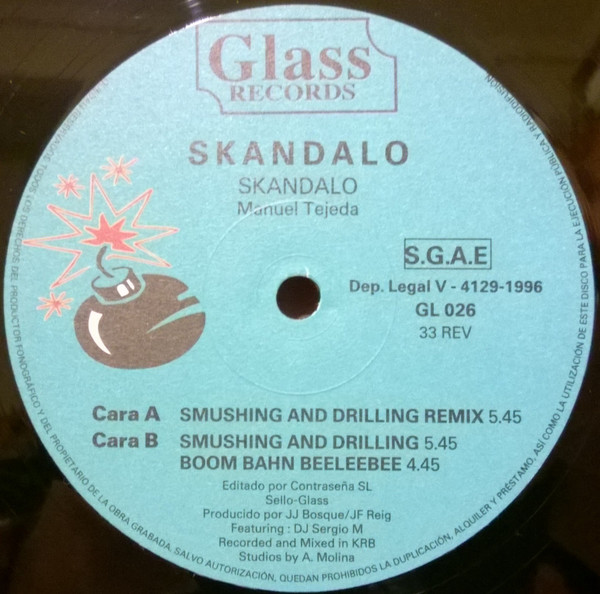 Glass
RECORDS
SKANDALO
SKANDALO
Manuel Tejeda
S.G.A.E
Dep. Legal V - 4129-1996
GL 026
33 REV
Cara A SMUSHING AND DRILLING REMIX 5.45
Cara B SMUSHING AND DRILLING 5.45
BOOM BAHN BEELEEBEE 4.45
Editado por Contraseña SL
Sello-Glass
Producido por JJ Bosque/JF Reig
Featuring : DJ Sergio M
Recorded and Mixed in KRB
Studios by A. Molina
DE TODOS LOS DERECHOS DEL PRODUCTOR FONOGRÁFICO Y DEL PROPIETARIO DE LA OBRA GRABADA. SALVO AUTORIZACIÓN, QUEDAN PROHIBIDOS LA DUPLICACIÓN, ALQUILER Y PRÉSTAMO, ASÍ COMO LA UTILIZACIÓN DE ESTE DISCO PARA LA EJECUCIÓN PÚBLICA Y RADIODIFUSIÓN